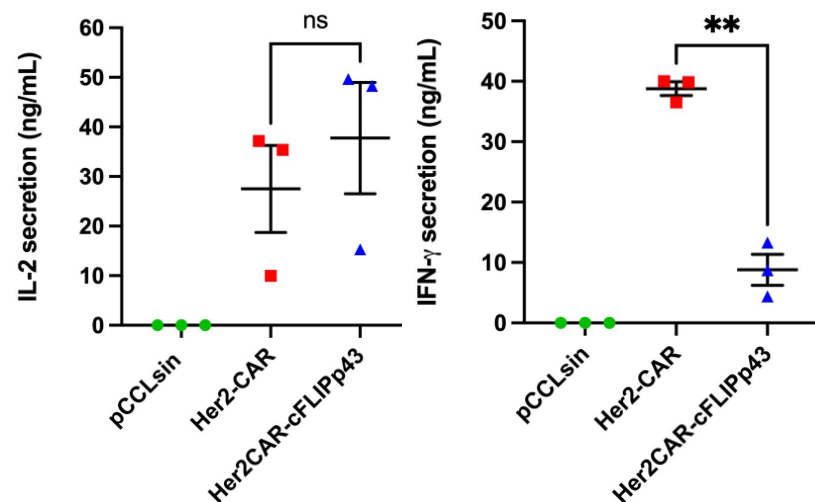 ns
60
50
40
30
20
10
0
IL-2 secretion (ng/mL)
pCCLsin
Her2-CAR
Her2CAR-cFLIPp43
**
50
40
30
20
10
0
IFN-γ secretion (ng/mL)
pCCLsin
Her2-CAR
Her2CAR-cFLIPp43